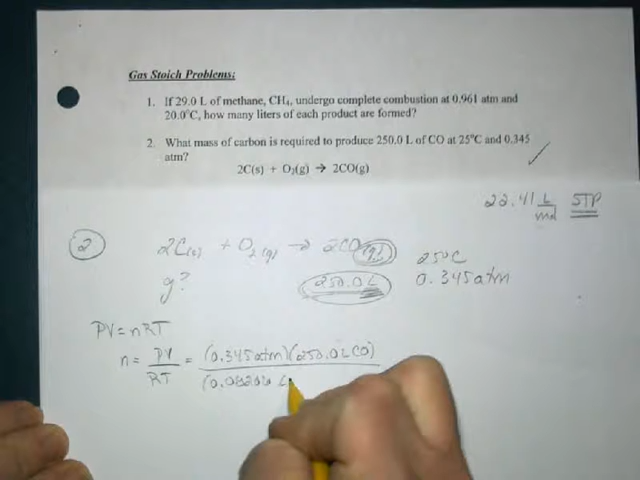 Gas Stoich Problems:
1. If 29.0 L of methane, CH₄, undergo complete combustion at 0.961 atm and
20.0°C, how many liters of each product are formed?
2. What mass of carbon is required to produce 250.0 L of CO at 25°C and 0.345
atm?
2C(s) + O₂(g) → 2CO(g)
22.41 L/mol STP
2 2C(s) + O₂(g) → 2CO(g) 25°C
g? 250.0 L 0.345 atm
PV = nRT
n = PV/RT = (0.345 atm)(250.0 L CO)
(0.08206 L